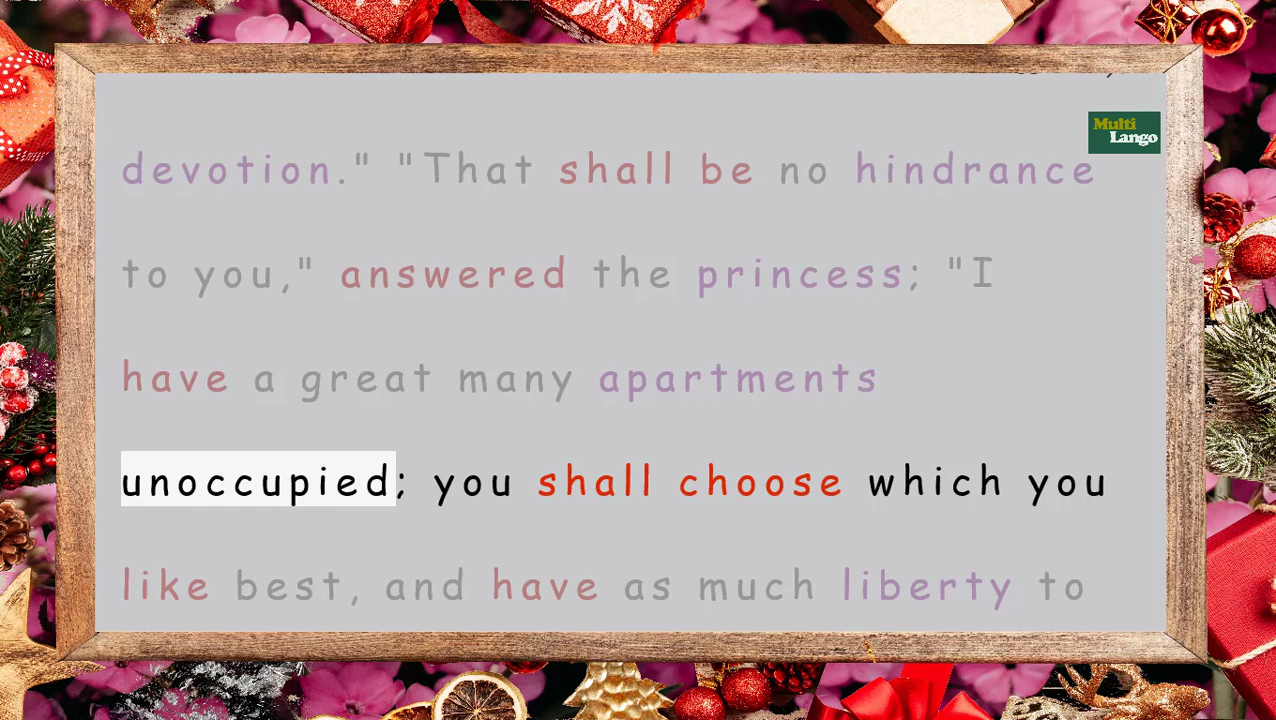 Multi
Lango
devotion." "That shall be no hindrance
to you," answered the princess; "I
have a great many apartments
unoccupied; you shall choose which you
like best, and have as much liberty to